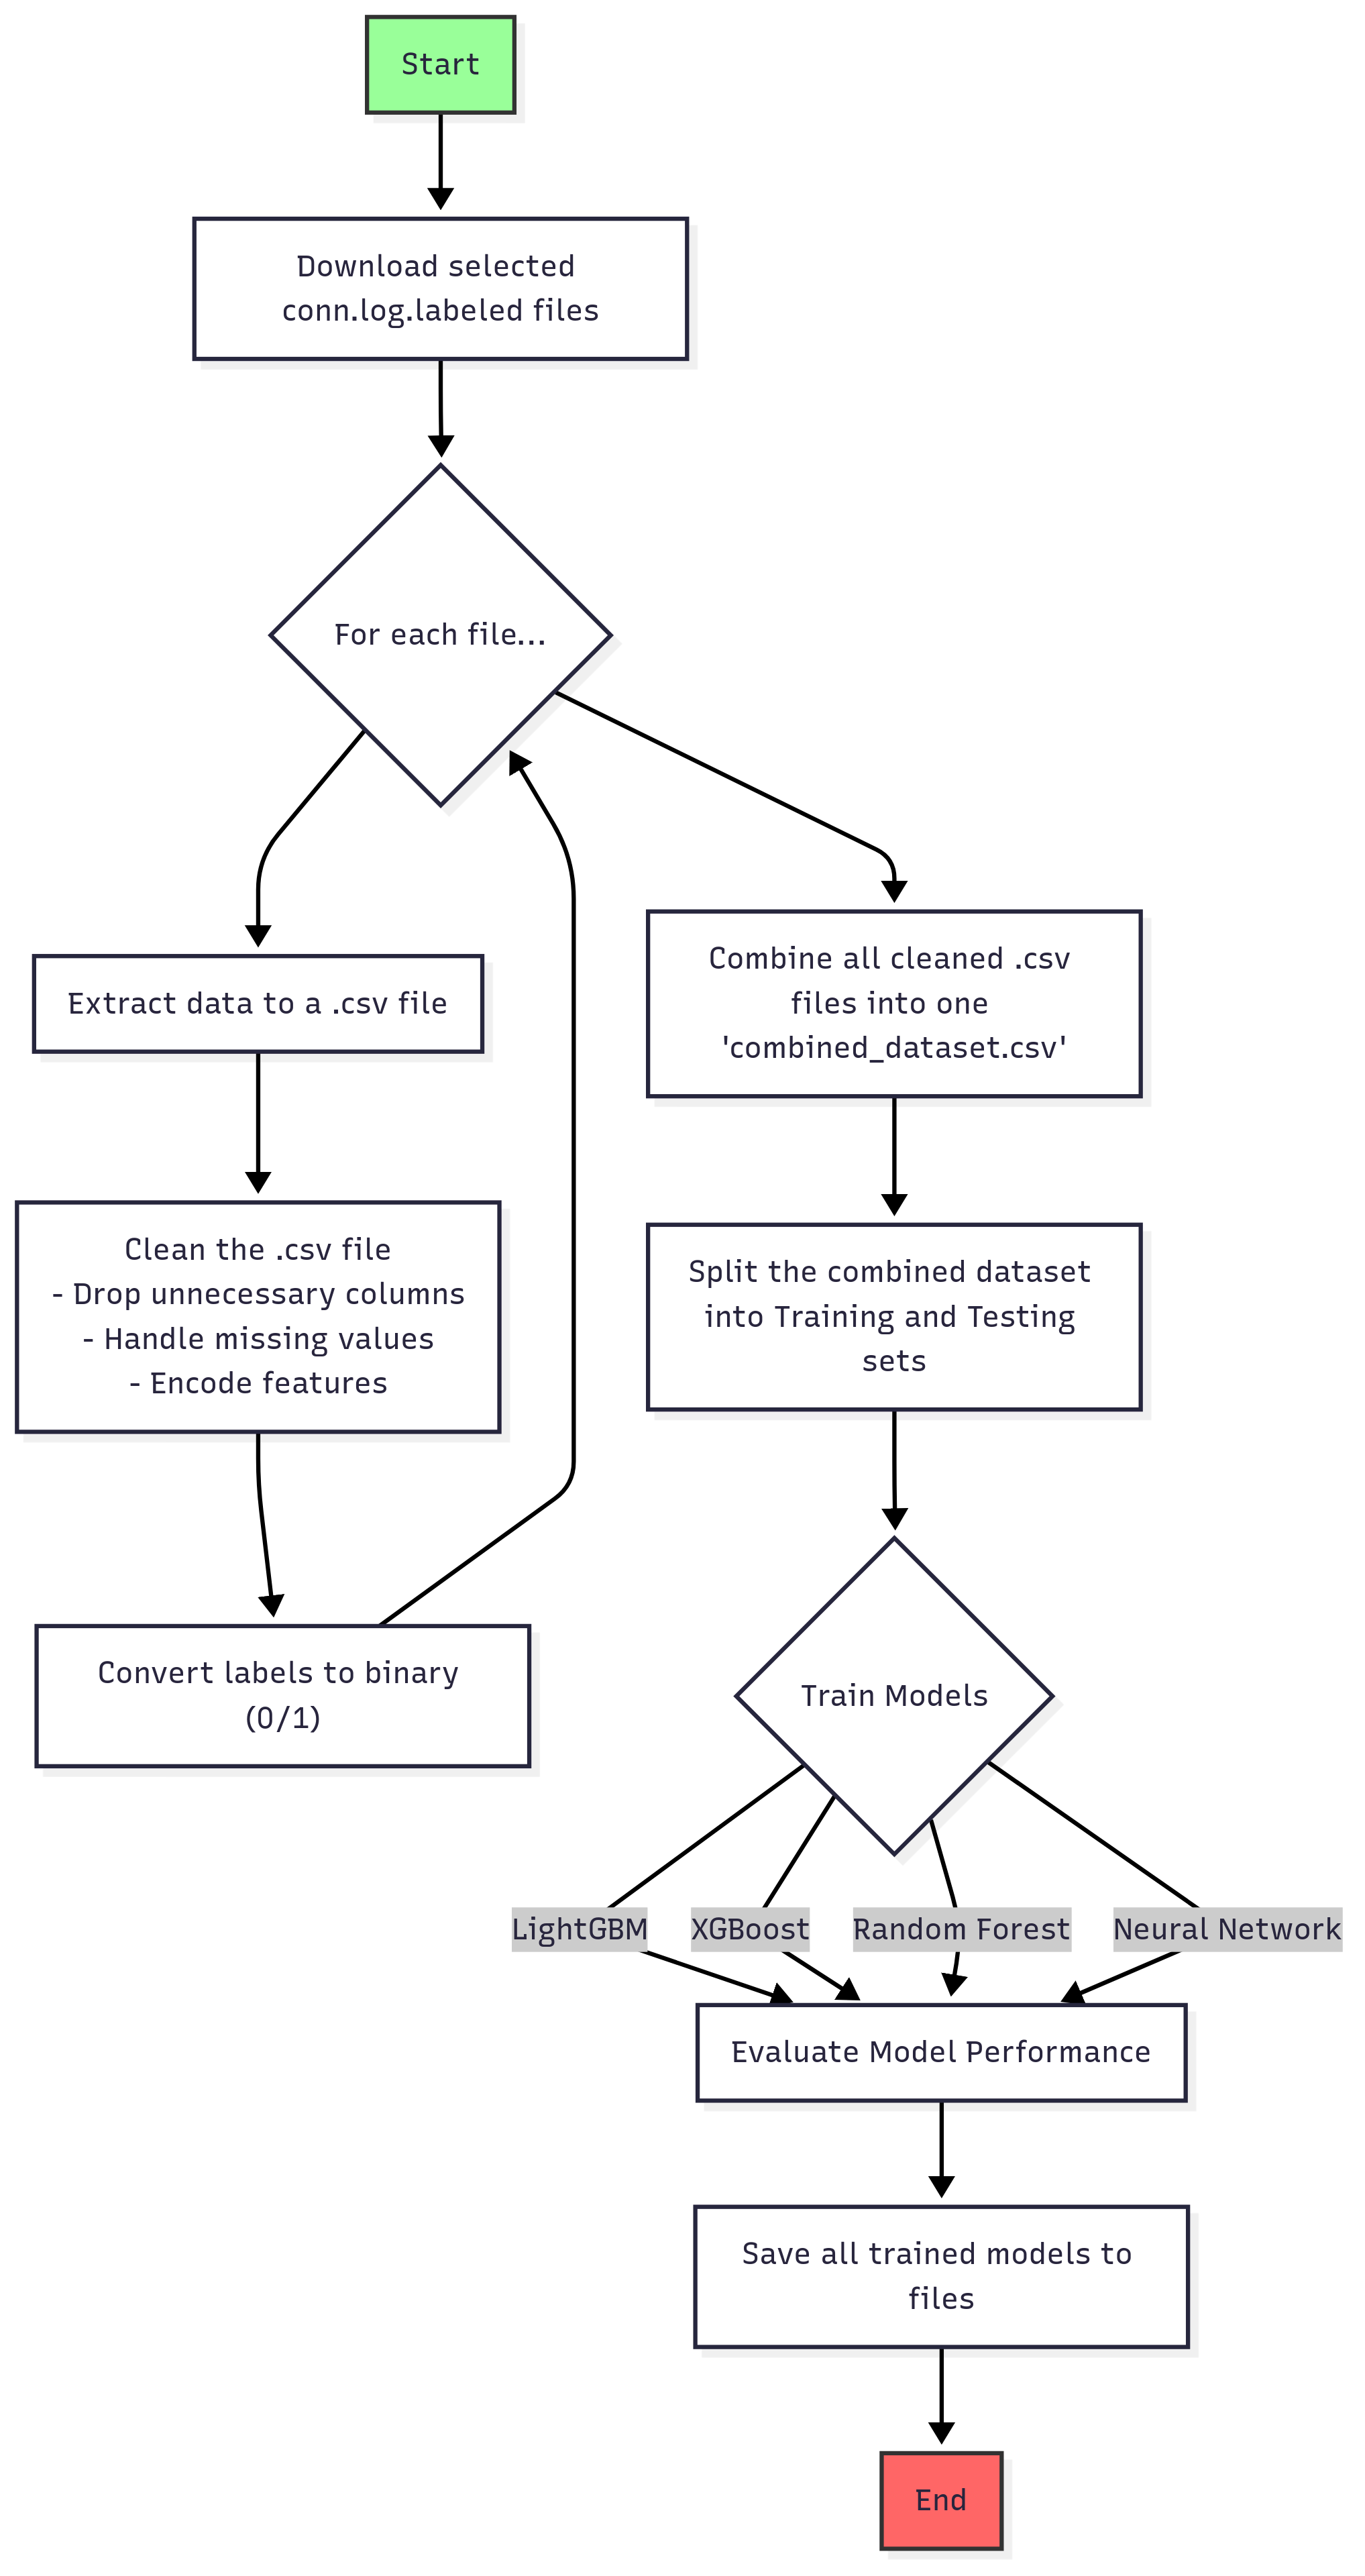 Start
Download selected
conn.log.labeled files
For each file...
Extract data to a .csv file
Clean the .csv file
- Drop unnecessary columns
- Handle missing values
- Encode features
Convert labels to binary
(0/1)
Combine all cleaned .csv
files into one
'combined_dataset.csv'
Split the combined dataset
into Training and Testing
sets
Train Models
LightGBM
XGBoost
Random Forest
Neural Network
Evaluate Model Performance
Save all trained models to
files
End